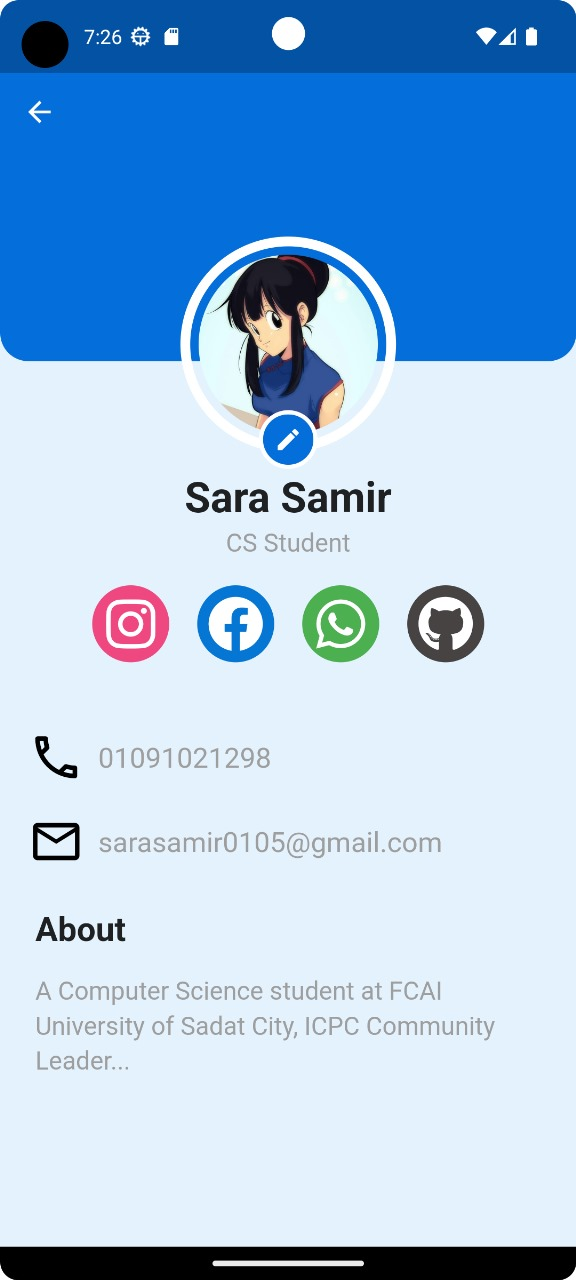 7:26
Sara Samir
CS Student
01091021298
sarasamir0105@gmail.com
About
A Computer Science student at FCAI
University of Sadat City, ICPC Community
Leader...